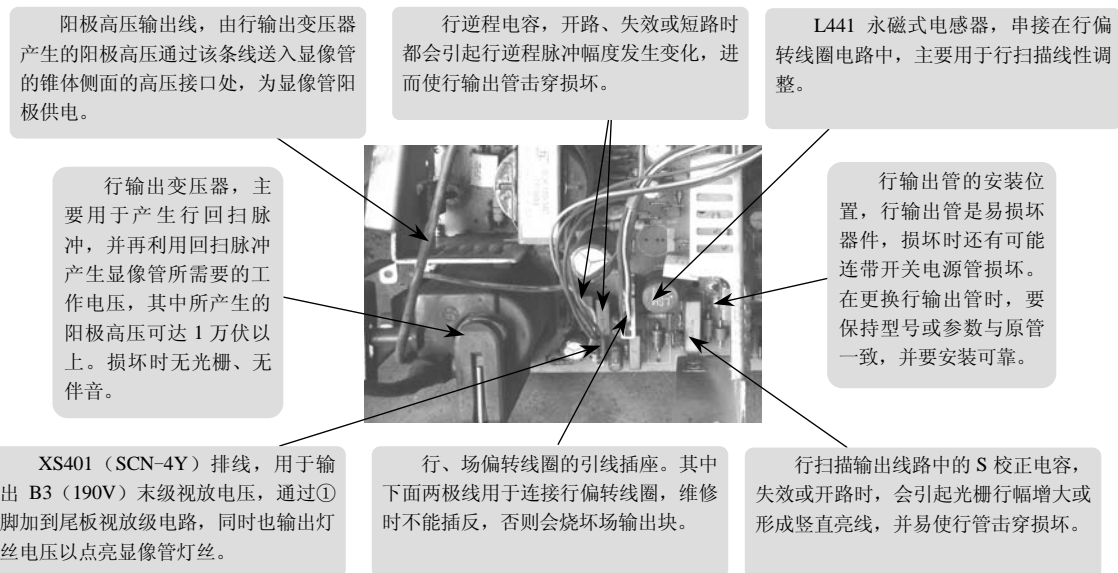 阳极高压输出线，由行输出变压器
产生的阳极高压通过该条线送入显像管
的锥体侧面的高压接口处，为显像管阳
极供电。
行逆程电容，开路、失效或短路时
都会引起行逆程脉冲幅度发生变化，进
而使行输出管击穿损坏。
L441 永磁式电感器，串接在行偏
转线圈电路中，主要用于行扫描线性调
整。
行输出变压器，主
要用于产生行回扫脉
冲，并再利用回扫脉冲
产生显像管所需要的工
作电压，其中所产生的
阳极高压可达 1 万伏以
上。损坏时无光栅、无
伴音。
行输出管的安装位
置，行输出管是易损坏
器件，损坏时还有可能
连带开关电源管损坏。
在更换行输出管时，要
保持型号或参数与原管
一致，并要安装可靠。
XS401（SCN-4Y）排线，用于输
出 B3（190V）末级视放电压，通过①
脚加到尾板视放级电路，同时也输出灯
丝电压以点亮显像管灯丝。
行、场偏转线圈的引线插座。其中
下面两极线用于连接行偏转线圈，维修
时不能插反，否则会烧坏场输出块。
行扫描输出线路中的 S 校正电容，
失效或开路时，会引起光栅行幅增大或
形成竖直亮线，并易使行管击穿损坏。